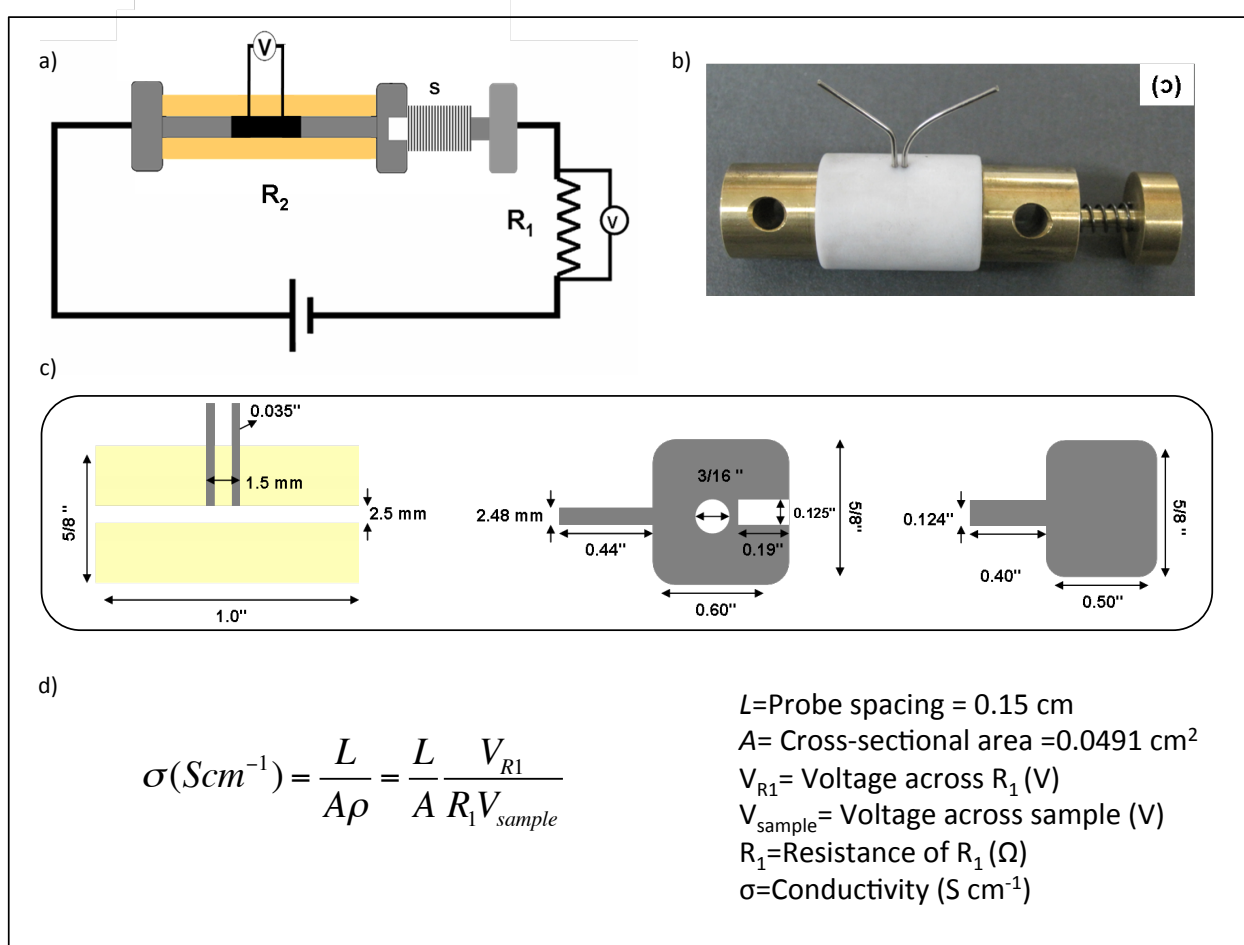 a)
V
S
R₂
R₁
V
b)
(c)
c)
0.035"
1.5 mm
5/8 "
2.5 mm
1.0"
2.48 mm
0.44"
3/16 "
0.125"
0.19"
5/8"
0.60"
0.124"
0.40"
5/8 "
0.50"
d)
σ(Scm⁻¹) = L/Aρ = L/A V_R1/R₁V_sample
L=Probe spacing = 0.15 cm
A= Cross-sectional area =0.0491 cm²
V_R1= Voltage across R₁ (V)
V_sample= Voltage across sample (V)
R₁=Resistance of R₁ (Ω)
σ=Conductivity (S cm⁻¹)